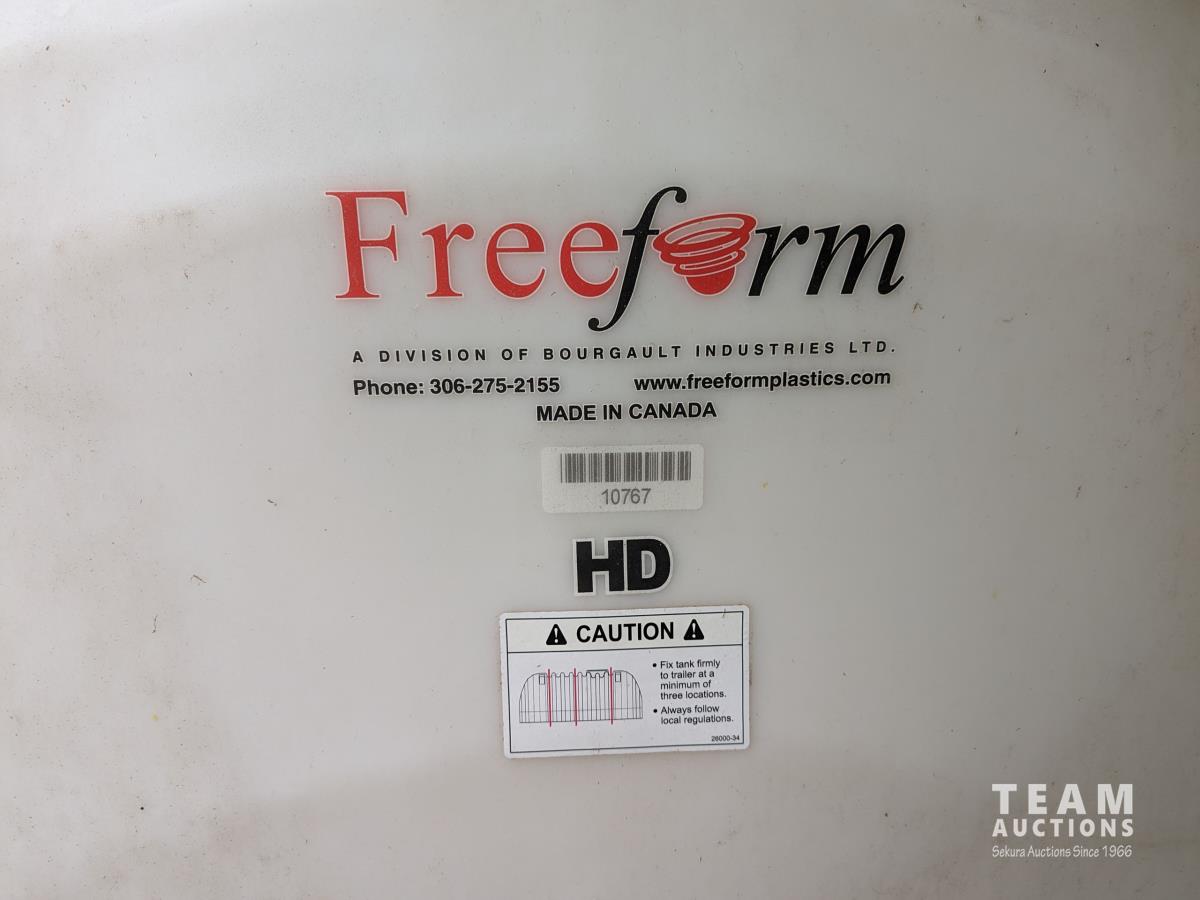 Freeform
A DIVISION OF BOURGAULT INDUSTRIES LTD.
Phone: 306-275-2155 www.freeformplastics.com
MADE IN CANADA
10767
HD
CAUTION
• Fix tank firmly
to trailer at a
minimum of
three locations.
• Always follow
local regulations.
26000-34
TEAM
AUCTIONS
Sekura Auctions Since 1966